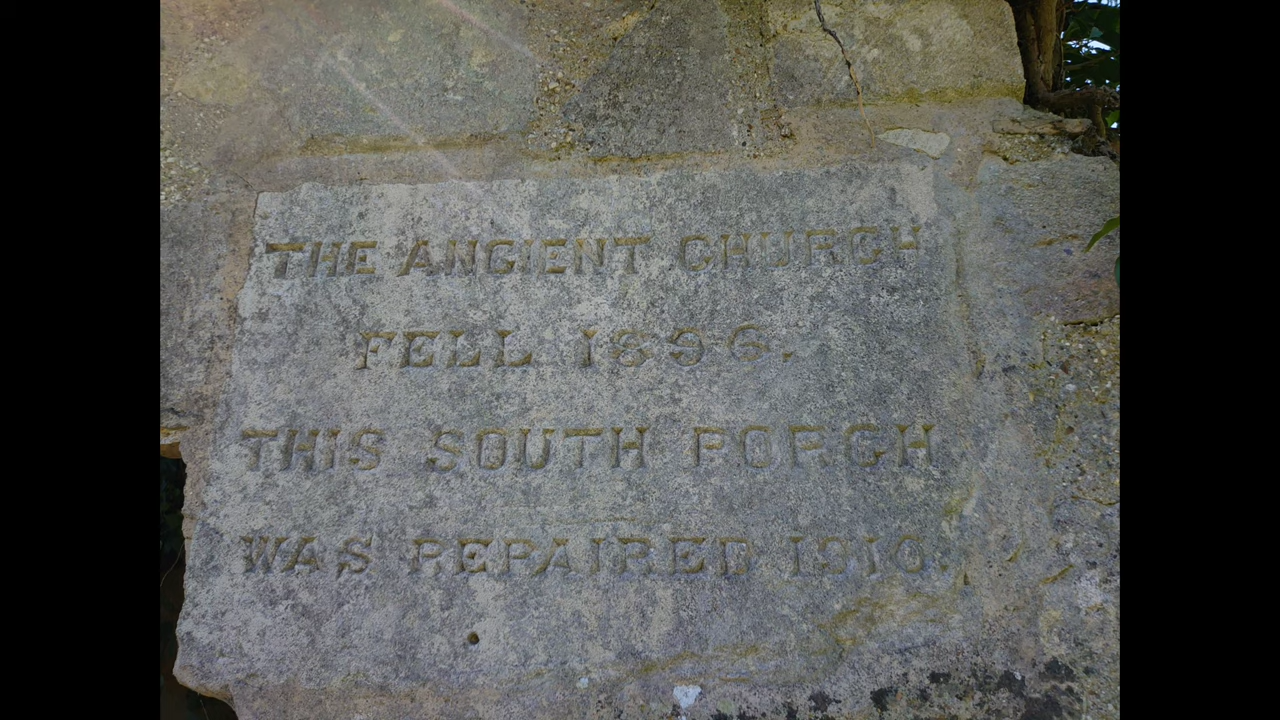 THE ANCIENT CHURCH
FELL 1896.
THIS SOUTH PORCH
WAS REPAIRED 1910.